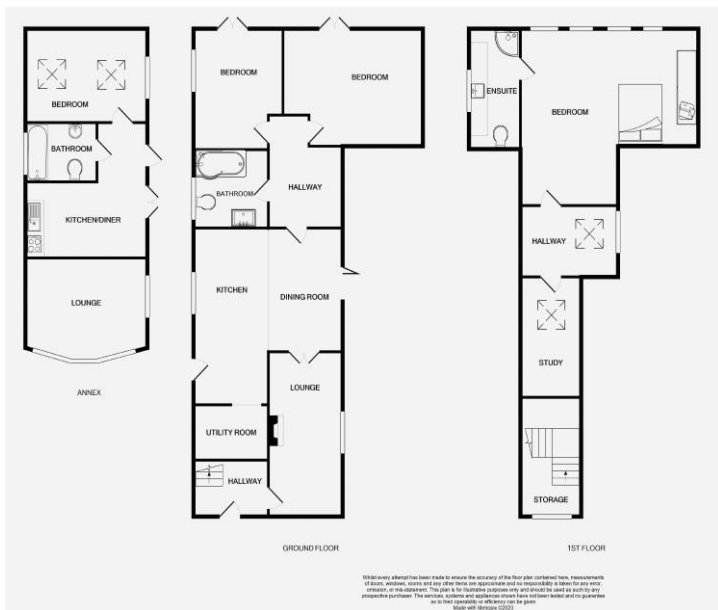 BEDROOM
BATHROOM
KITCHEN/DINER
LOUNGE
ANNEX
BEDROOM
BEDROOM
BATHROOM
HALLWAY
KITCHEN
DINING ROOM
LOUNGE
UTILITY ROOM
HALLWAY
GROUND FLOOR
ENSUITE
BEDROOM
HALLWAY
STUDY
STORAGE
1ST FLOOR
Whilst every attempt has been made to ensure the accuracy of the floor plan contained here, measurements
of doors, windows, rooms and any other items are approximate and no responsibility is taken for any error,
omission, or mis-statement. This plan is for illustrative purposes only and should be used as such by any
prospective purchaser. The services, systems and appliances shown have not been tested and no guarantee
as to their operability or efficiency can be given
Made with Metropix ©2020